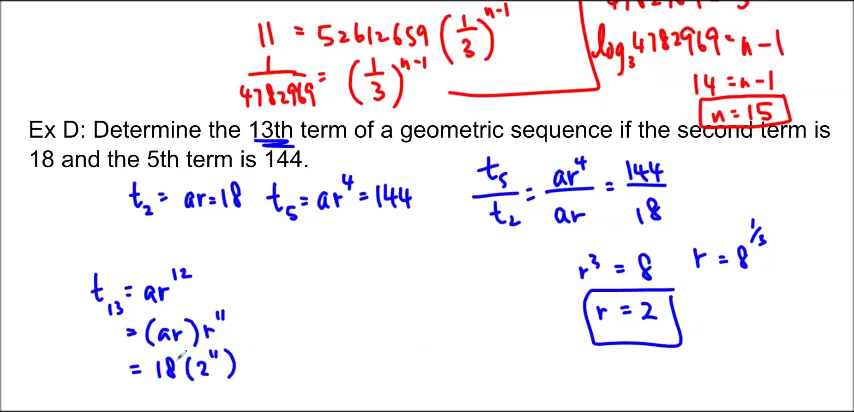 11 = 52612659 (1/3)^(n-1)
1/4782969 = (1/3)^(n-1)
log₃ 4782969 = n - 1
14 = n - 1
n = 15
Ex D: Determine the 13th term of a geometric sequence if the second term is
18 and the 5th term is 144.
t₂ = ar = 18 t₅ = ar⁴ = 144
t₅/t₂ = ar⁴/ar = 144/18
r³ = 8 r = 8^(1/3)
r = 2
t₁₃ = ar¹²
= (ar) r¹¹
= 18 (2¹¹)